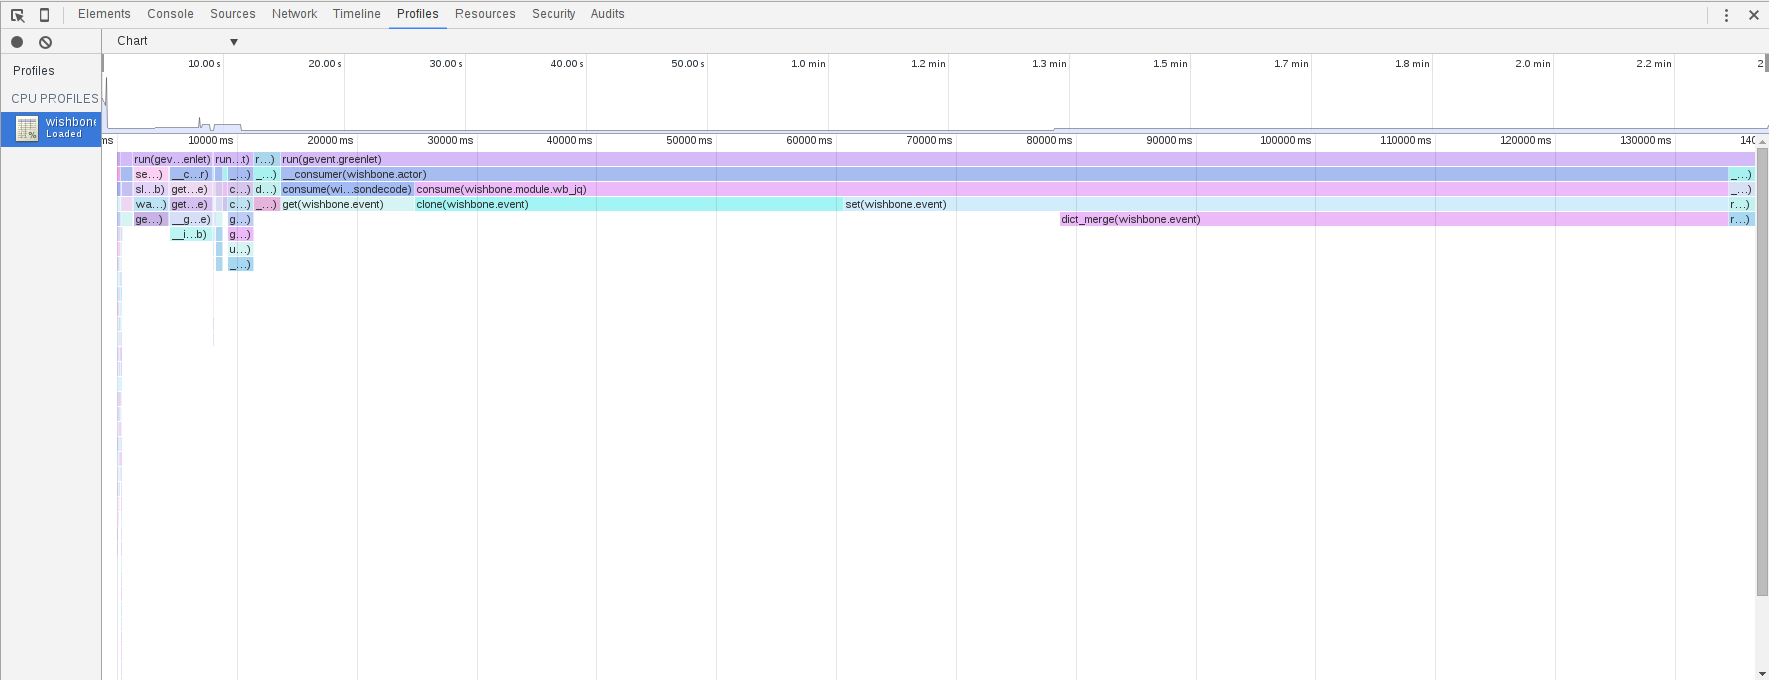 Elements Console Sources Network Timeline Profiles Resources Security Audits
Chart ▼
Profiles
CPU PROFILES
wishbone
Loaded
10.00 s 20.00 s 30.00 s 40.00 s 50.00 s 1.0 min 1.2 min 1.3 min 1.5 min 1.7 min 1.8 min 2.0 min 2.2 min 2
ms 10000 ms 20000 ms 30000 ms 40000 ms 50000 ms 60000 ms 70000 ms 80000 ms 90000 ms 100000 ms 110000 ms 120000 ms 130000 ms 140
run(gev…enlet) run…t) r…) run(gevent.greenlet)
se…) __c…r) _…) _…) __consumer(wishbone.actor) _…)
sl…b) get…e) c…) d…) consume(wi…sondecode) consume(wishbone.module.wb_jq) _…)
wa…) get…e) c…) _…) get(wishbone.event) clone(wishbone.event) set(wishbone.event) r…)
ge…) __g…e) g…) dict_merge(wishbone.event) r…)
__i…b) g…)
u…)
_…)